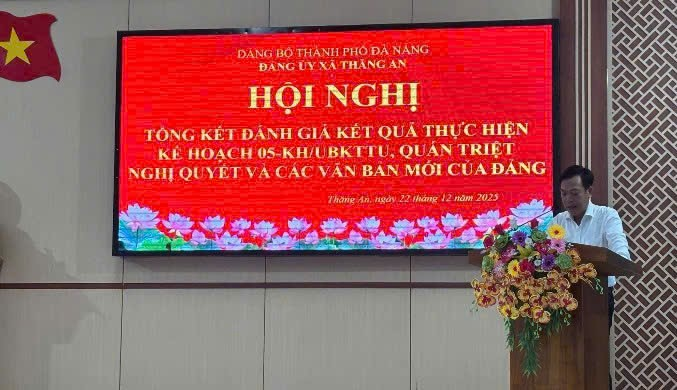 ĐẢNG BỘ THÀNH PHỐ ĐÀ NẴNG
ĐẢNG ỦY XÃ THĂNG AN
HỘI NGHỊ
TỔNG KẾT ĐÁNH GIÁ KẾT QUẢ THỰC HIỆN
KẾ HOẠCH 05-KH/UBKTTU, QUÁN TRIỆT
NGHỊ QUYẾT VÀ CÁC VĂN BẢN MỚI CỦA ĐẢNG
Thăng An, ngày 22 tháng 12 năm 2025